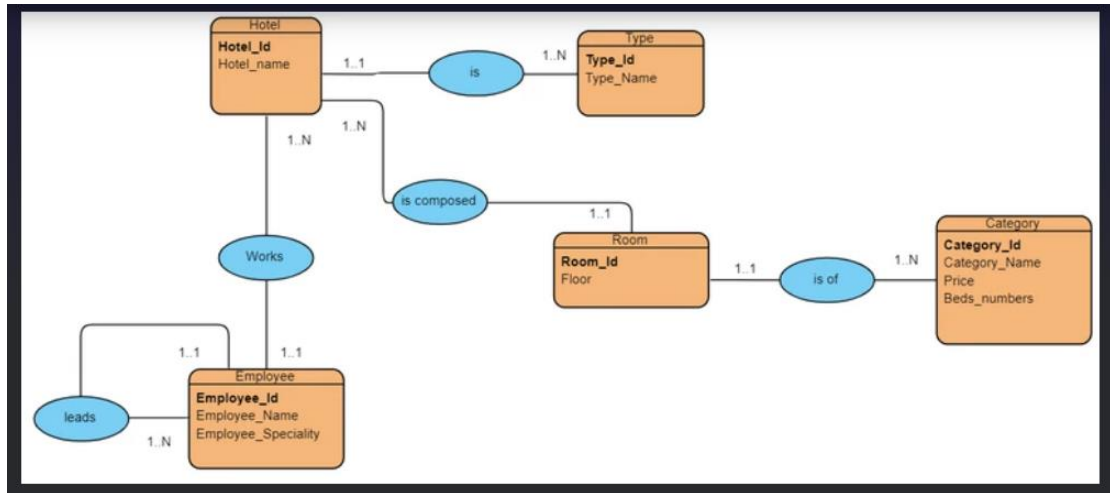 Hotel
Hotel_Id
Hotel_name
1..1
is
1..N
Type
Type_Id
Type_Name
1..N
1..N
is composed
1..1
Room
Room_Id
Floor
1..1
is of
1..N
Category
Category_Id
Category_Name
Price
Beds_numbers
Works
1..1
1..1
Employee
Employee_Id
Employee_Name
Employee_Speciality
leads
1..N